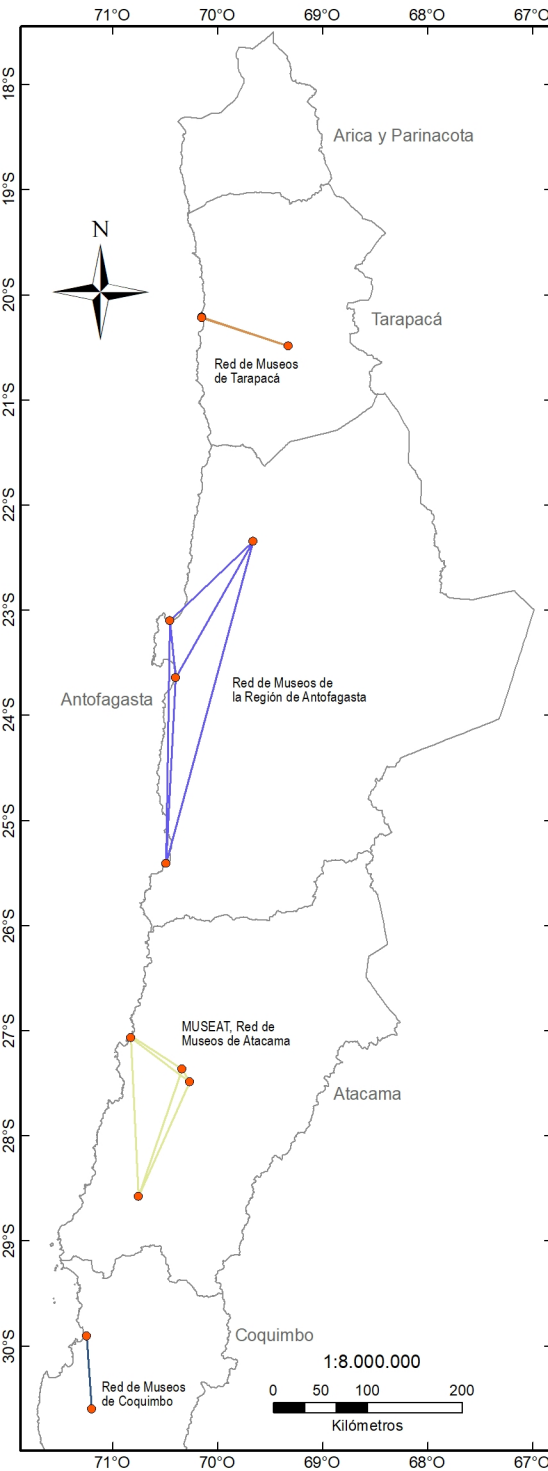 71°O 70°O 69°O 68°O 67°O
18°S
Arica y Parinacota
19°S
N
20°S
Tarapacá
Red de Museos
de Tarapacá
21°S
22°S
23°S
Red de Museos de
la Región de Antofagasta
Antofagasta
24°S
25°S
26°S
27°S
MUSEAT, Red de
Museos de Atacama
Atacama
28°S
29°S
Coquimbo
30°S
1:8.000.000
Red de Museos
de Coquimbo
0 50 100 200
Kilómetros
71°O 70°O 69°O 68°O 67°O